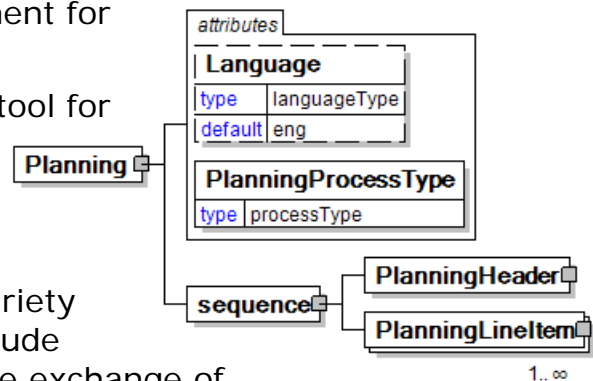 ment for
attributes
Language
type languageType
tool for
default eng
Planning
PlanningProcessType
type processType
PlanningHeader
riety
sequence
ude
PlanningLineItem
e exchange of
1..∞